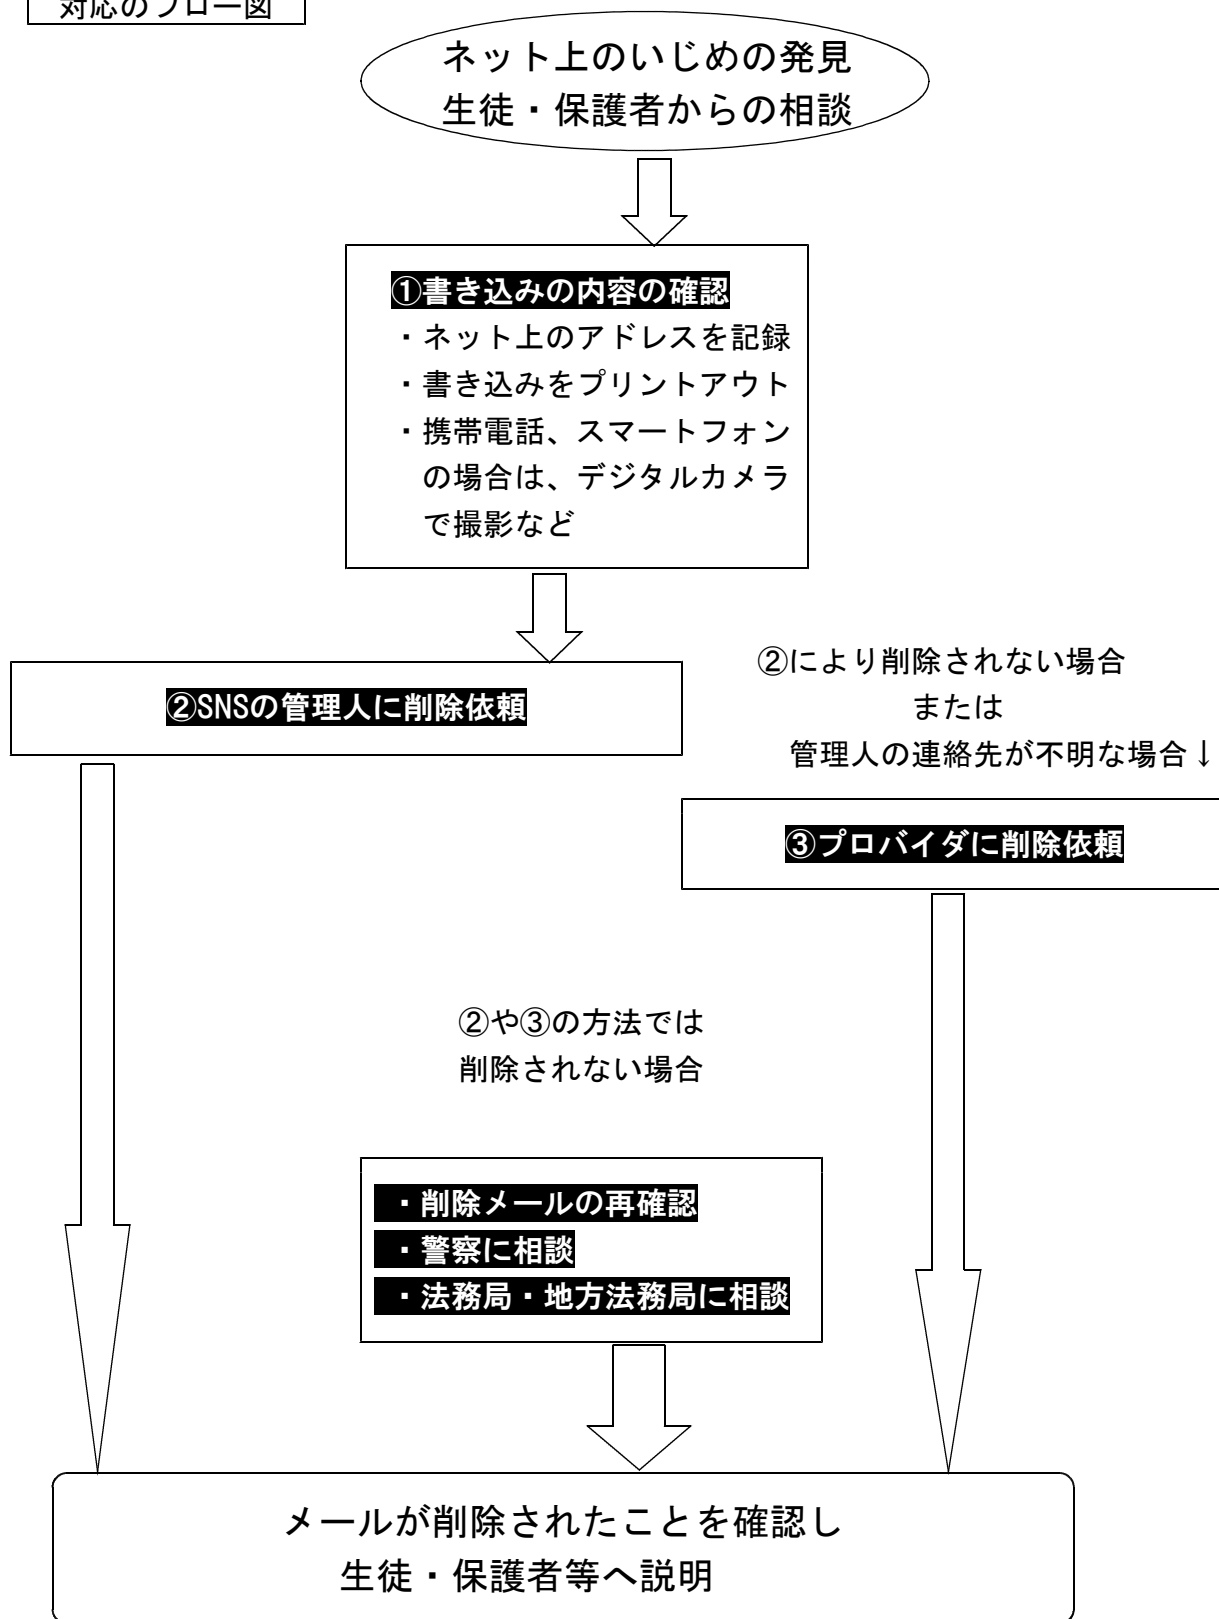 対応のフロー図
ネット上のいじめの発見
生徒・保護者からの相談
①書き込みの内容の確認
・ネット上のアドレスを記録
・書き込みをプリントアウト
・携帯電話、スマートフォン
の場合は、デジタルカメラ
で撮影など
②により削除されない場合
または
管理人の連絡先が不明な場合↓
②SNSの管理人に削除依頼
③プロバイダに削除依頼
②や③の方法では
削除されない場合
・削除メールの再確認
・警察に相談
・法務局・地方法務局に相談
メールが削除されたことを確認し
生徒・保護者等へ説明